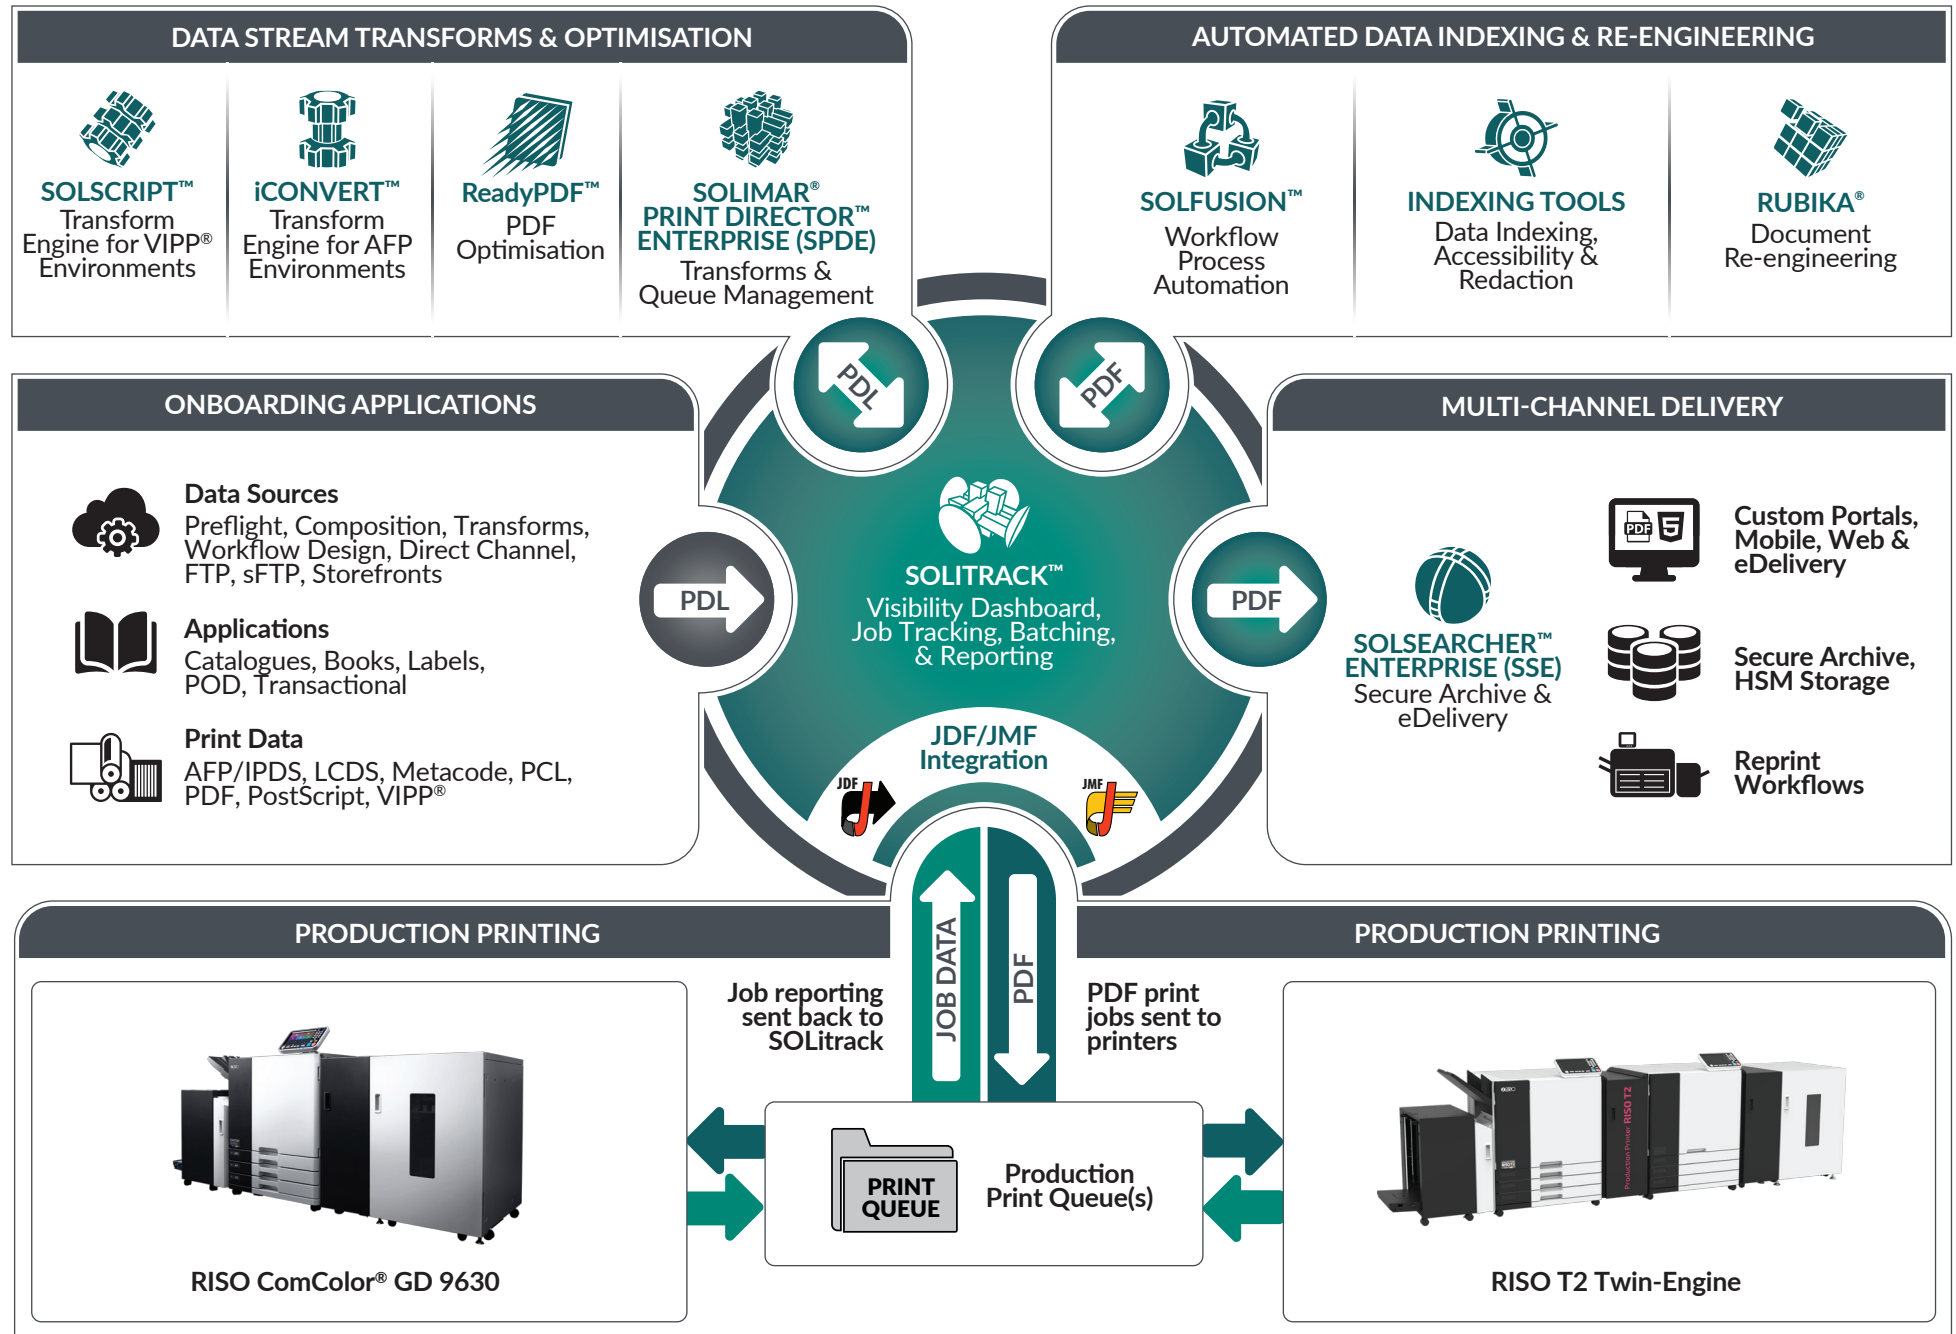 DATA STREAM TRANSFORMS & OPTIMISATION
SOLSCRIPT™
Transform
Engine for VIPP®
Environments
iCONVERT™
Transform
Engine for AFP
Environments
ReadyPDF™
PDF
Optimisation
SOLIMAR®
PRINT DIRECTOR™
ENTERPRISE (SPDE)
Transforms &
Queue Management
AUTOMATED DATA INDEXING & RE-ENGINEERING
SOLFUSION™
Workflow
Process
Automation
INDEXING TOOLS
Data Indexing,
Accessibility &
Redaction
RUBIKA®
Document
Re-engineering
PDL
PDF
ONBOARDING APPLICATIONS
Data Sources
Preflight, Composition, Transforms,
Workflow Design, Direct Channel,
FTP, sFTP, Storefronts
Applications
Catalogues, Books, Labels,
POD, Transactional
Print Data
AFP/IPDS, LCDS, Metacode, PCL,
PDF, PostScript, VIPP®
PDL
SOLITRACK™
Visibility Dashboard,
Job Tracking, Batching,
& Reporting
JDF/JMF
Integration
JDF
JMF
PDF
MULTI-CHANNEL DELIVERY
SOLSEARCHER™
ENTERPRISE (SSE)
Secure Archive &
eDelivery
PDF
5
Custom Portals,
Mobile, Web &
eDelivery
Secure Archive,
HSM Storage
Reprint
Workflows
PRODUCTION PRINTING
Job reporting
sent back to
SOLitrack
JOB DATA
PDF
PDF print
jobs sent to
printers
PRODUCTION PRINTING
RISO ComColor® GD 9630
PRINT
QUEUE
Production
Print Queue(s)
Production Printer RISO T2
RISO T2 Twin-Engine